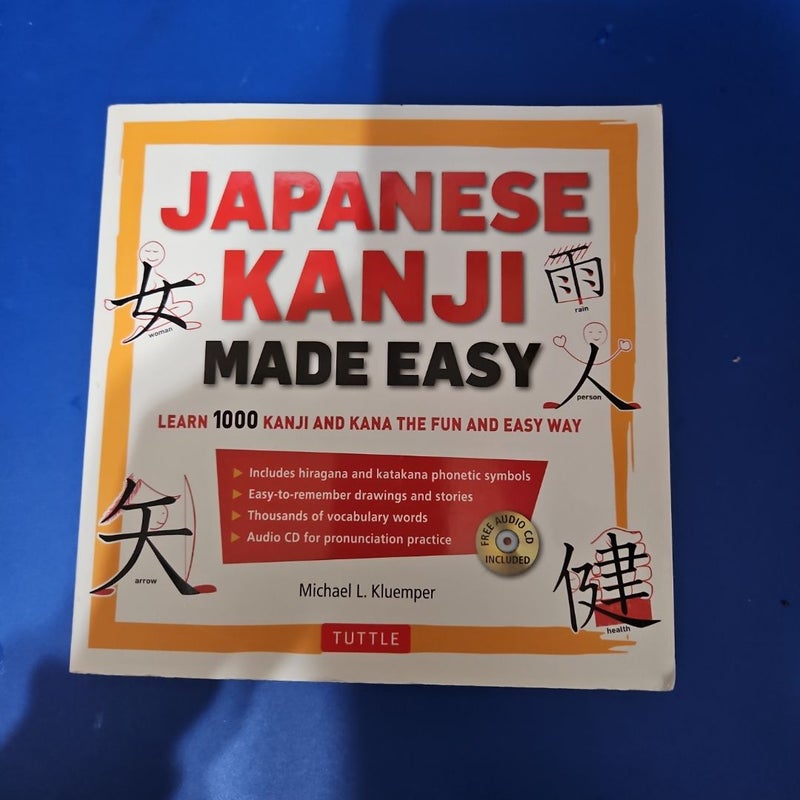 JAPANESE
KANJI
MADE EASY
LEARN 1000 KANJI AND KANA THE FUN AND EASY WAY
女
woman
雨
rain
人
person
▶ Includes hiragana and katakana phonetic symbols
▶ Easy-to-remember drawings and stories
▶ Thousands of vocabulary words
▶ Audio CD for pronunciation practice
FREE AUDIO CD
INCLUDED
矢
arrow
健
health
Michael L. Kluemper
TUTTLE